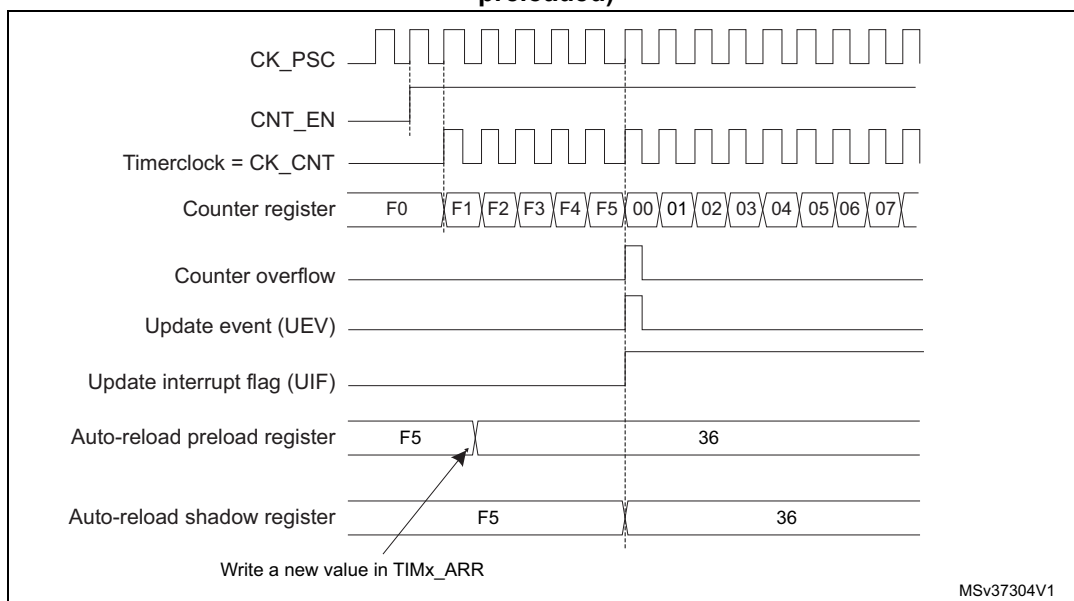 preloaded)
CK_PSC
CNT_EN
Timerclock = CK_CNT
Counter register F0 F1 F2 F3 F4 F5 00 01 02 03 04 05 06 07
Counter overflow
Update event (UEV)
Update interrupt flag (UIF)
Auto-reload preload register F5 36
Auto-reload shadow register F5 36
Write a new value in TIMx_ARR
MSv37304V1